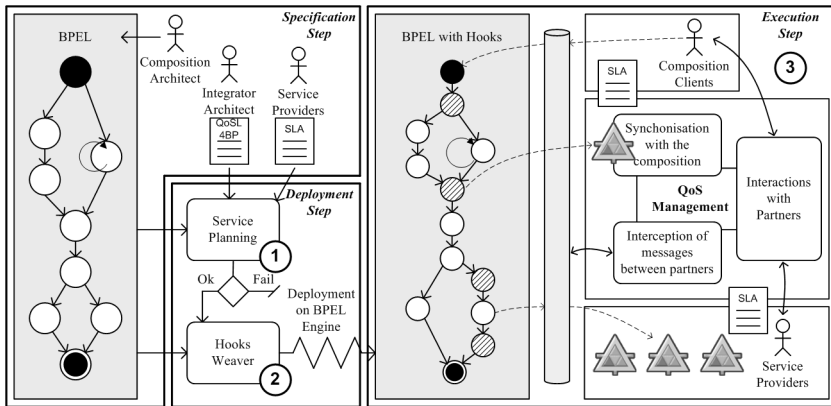 BPEL
Composition
Architect
Specification
Step
Integrator
Architect
Service
Providers
QoSL
4BP
SLA
Deployment
Step
Service
Planning
1
Ok
Fail
Hooks
Weaver
2
Deployment
on BPEL
Engine
BPEL with Hooks
Execution
Step
3
Composition
Clients
SLA
Synchonisation
with the
composition
QoS
Management
Interception of
messages
between partners
Interactions
with
Partners
SLA
Service
Providers